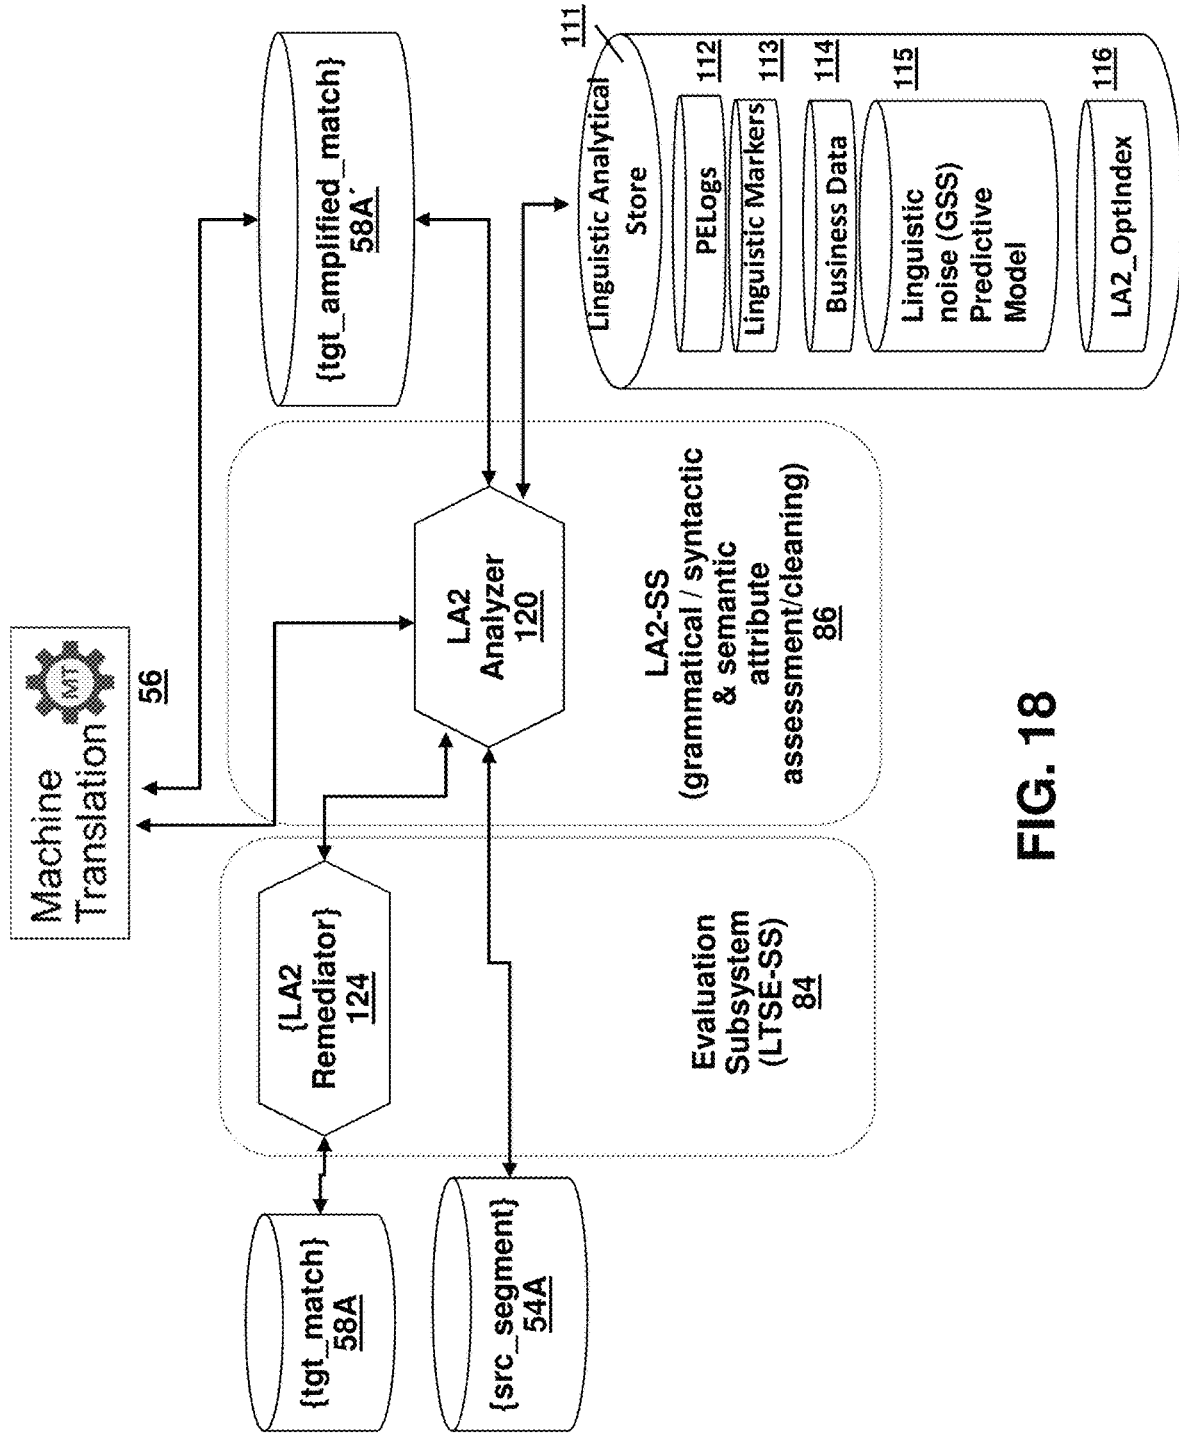 Machine
Translation
MT
56
{tgt_match}
58A
{src_segment}
54A
{LA2
Remediator}
124
Evaluation
Subsystem
(LTSE-SS)
84
LA2
Analyzer
120
LA2-SS
(grammatical / syntactic
& semantic
attribute
assessment/cleaning)
86
{tgt_amplified_match}
58A´
111
Linguistic Analytical
Store
PELogs
112
Linguistic Markers
113
Business Data
114
Linguistic
noise (GSS)
Predictive
Model
115
LA2_OptIndex
116
FIG. 18